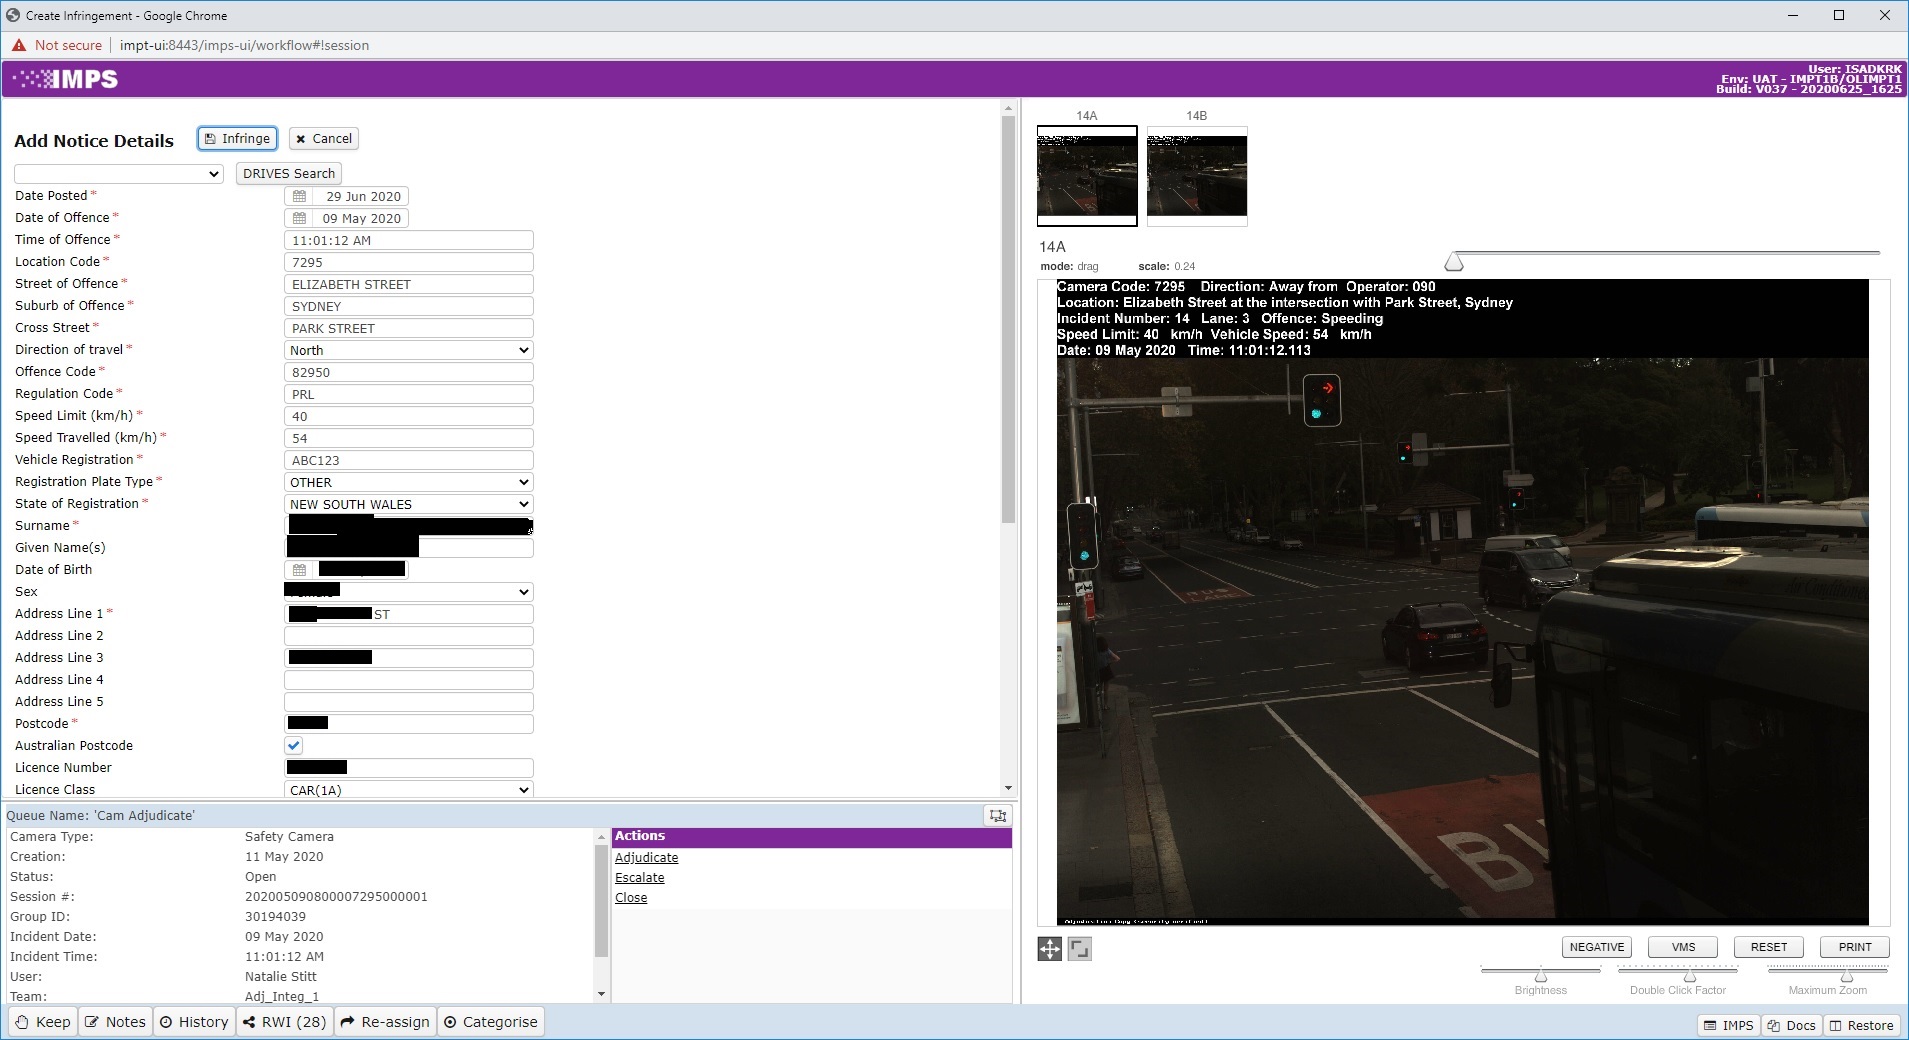 Create Infringement - Google Chrome
Not secure impt-ui:8443/imps-ui/workflow#!session
IMPS
User: ISADKRK
Env: UAT - IMPT1B/OLIMPT1
Build: V037 - 20200625_1625
Add Notice Details Infringe Cancel
DRIVES Search
Date Posted * 29 Jun 2020
Date of Offence * 09 May 2020
Time of Offence * 11:01:12 AM
Location Code * 7295
Street of Offence * ELIZABETH STREET
Suburb of Offence * SYDNEY
Cross Street * PARK STREET
Direction of travel * North
Offence Code * 82950
Regulation Code * PRL
Speed Limit (km/h) * 40
Speed Travelled (km/h) * 54
Vehicle Registration * ABC123
Registration Plate Type * OTHER
State of Registration * NEW SOUTH WALES
Surname *
Given Name(s)
Date of Birth
Sex
Address Line 1 * ST
Address Line 2
Address Line 3
Address Line 4
Address Line 5
Postcode *
Australian Postcode
Licence Number
Licence Class CAR(1A)
Queue Name: 'Cam Adjudicate'
Camera Type: Safety Camera
Creation: 11 May 2020
Status: Open
Session #: 202005090800007295000001
Group ID: 30194039
Incident Date: 09 May 2020
Incident Time: 11:01:12 AM
User: Natalie Stitt
Team: Adj_Integ_1
Actions
Adjudicate
Escalate
Close
14A 14B
14A
mode: drag scale: 0.24
Camera Code: 7295 Direction: Away from Operator: 090
Location: Elizabeth Street at the intersection with Park Street, Sydney
Incident Number: 14 Lane: 3 Offence: Speeding
Speed Limit: 40 km/h Vehicle Speed: 54 km/h
Date: 09 May 2020 Time: 11:01:12.113
BUS
LANE
BU
NEGATIVE VMS RESET PRINT
Brightness Double Click Factor Maximum Zoom
Keep Notes History RWI (28) Re-assign Categorise
IMPS Docs Restore